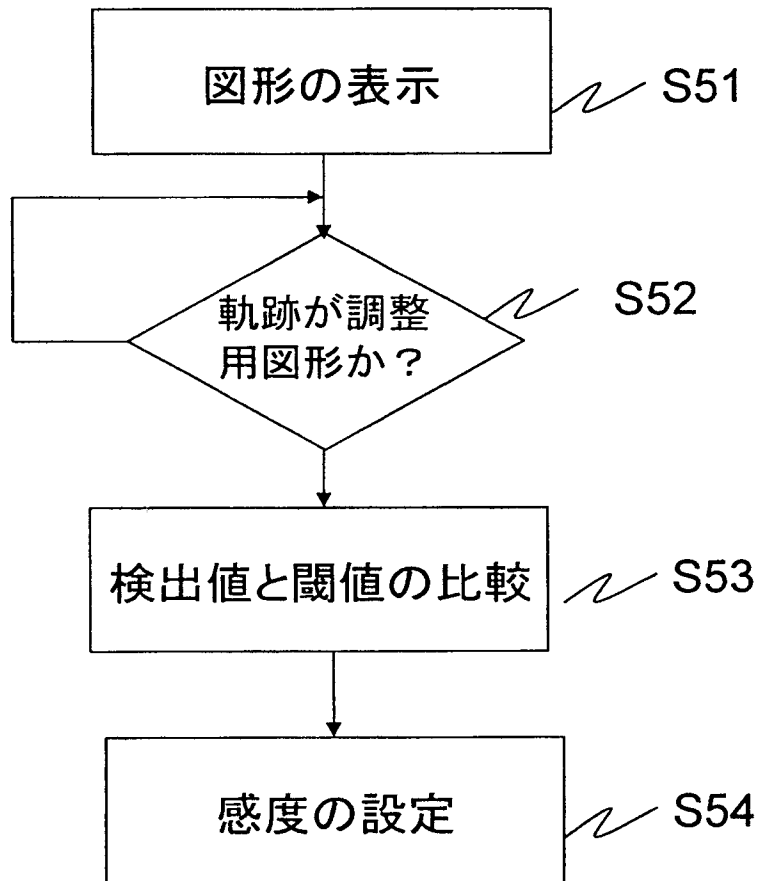 図形の表示
S51
軌跡が調整
用図形か？
S52
検出値と閾値の比較
S53
感度の設定
S54